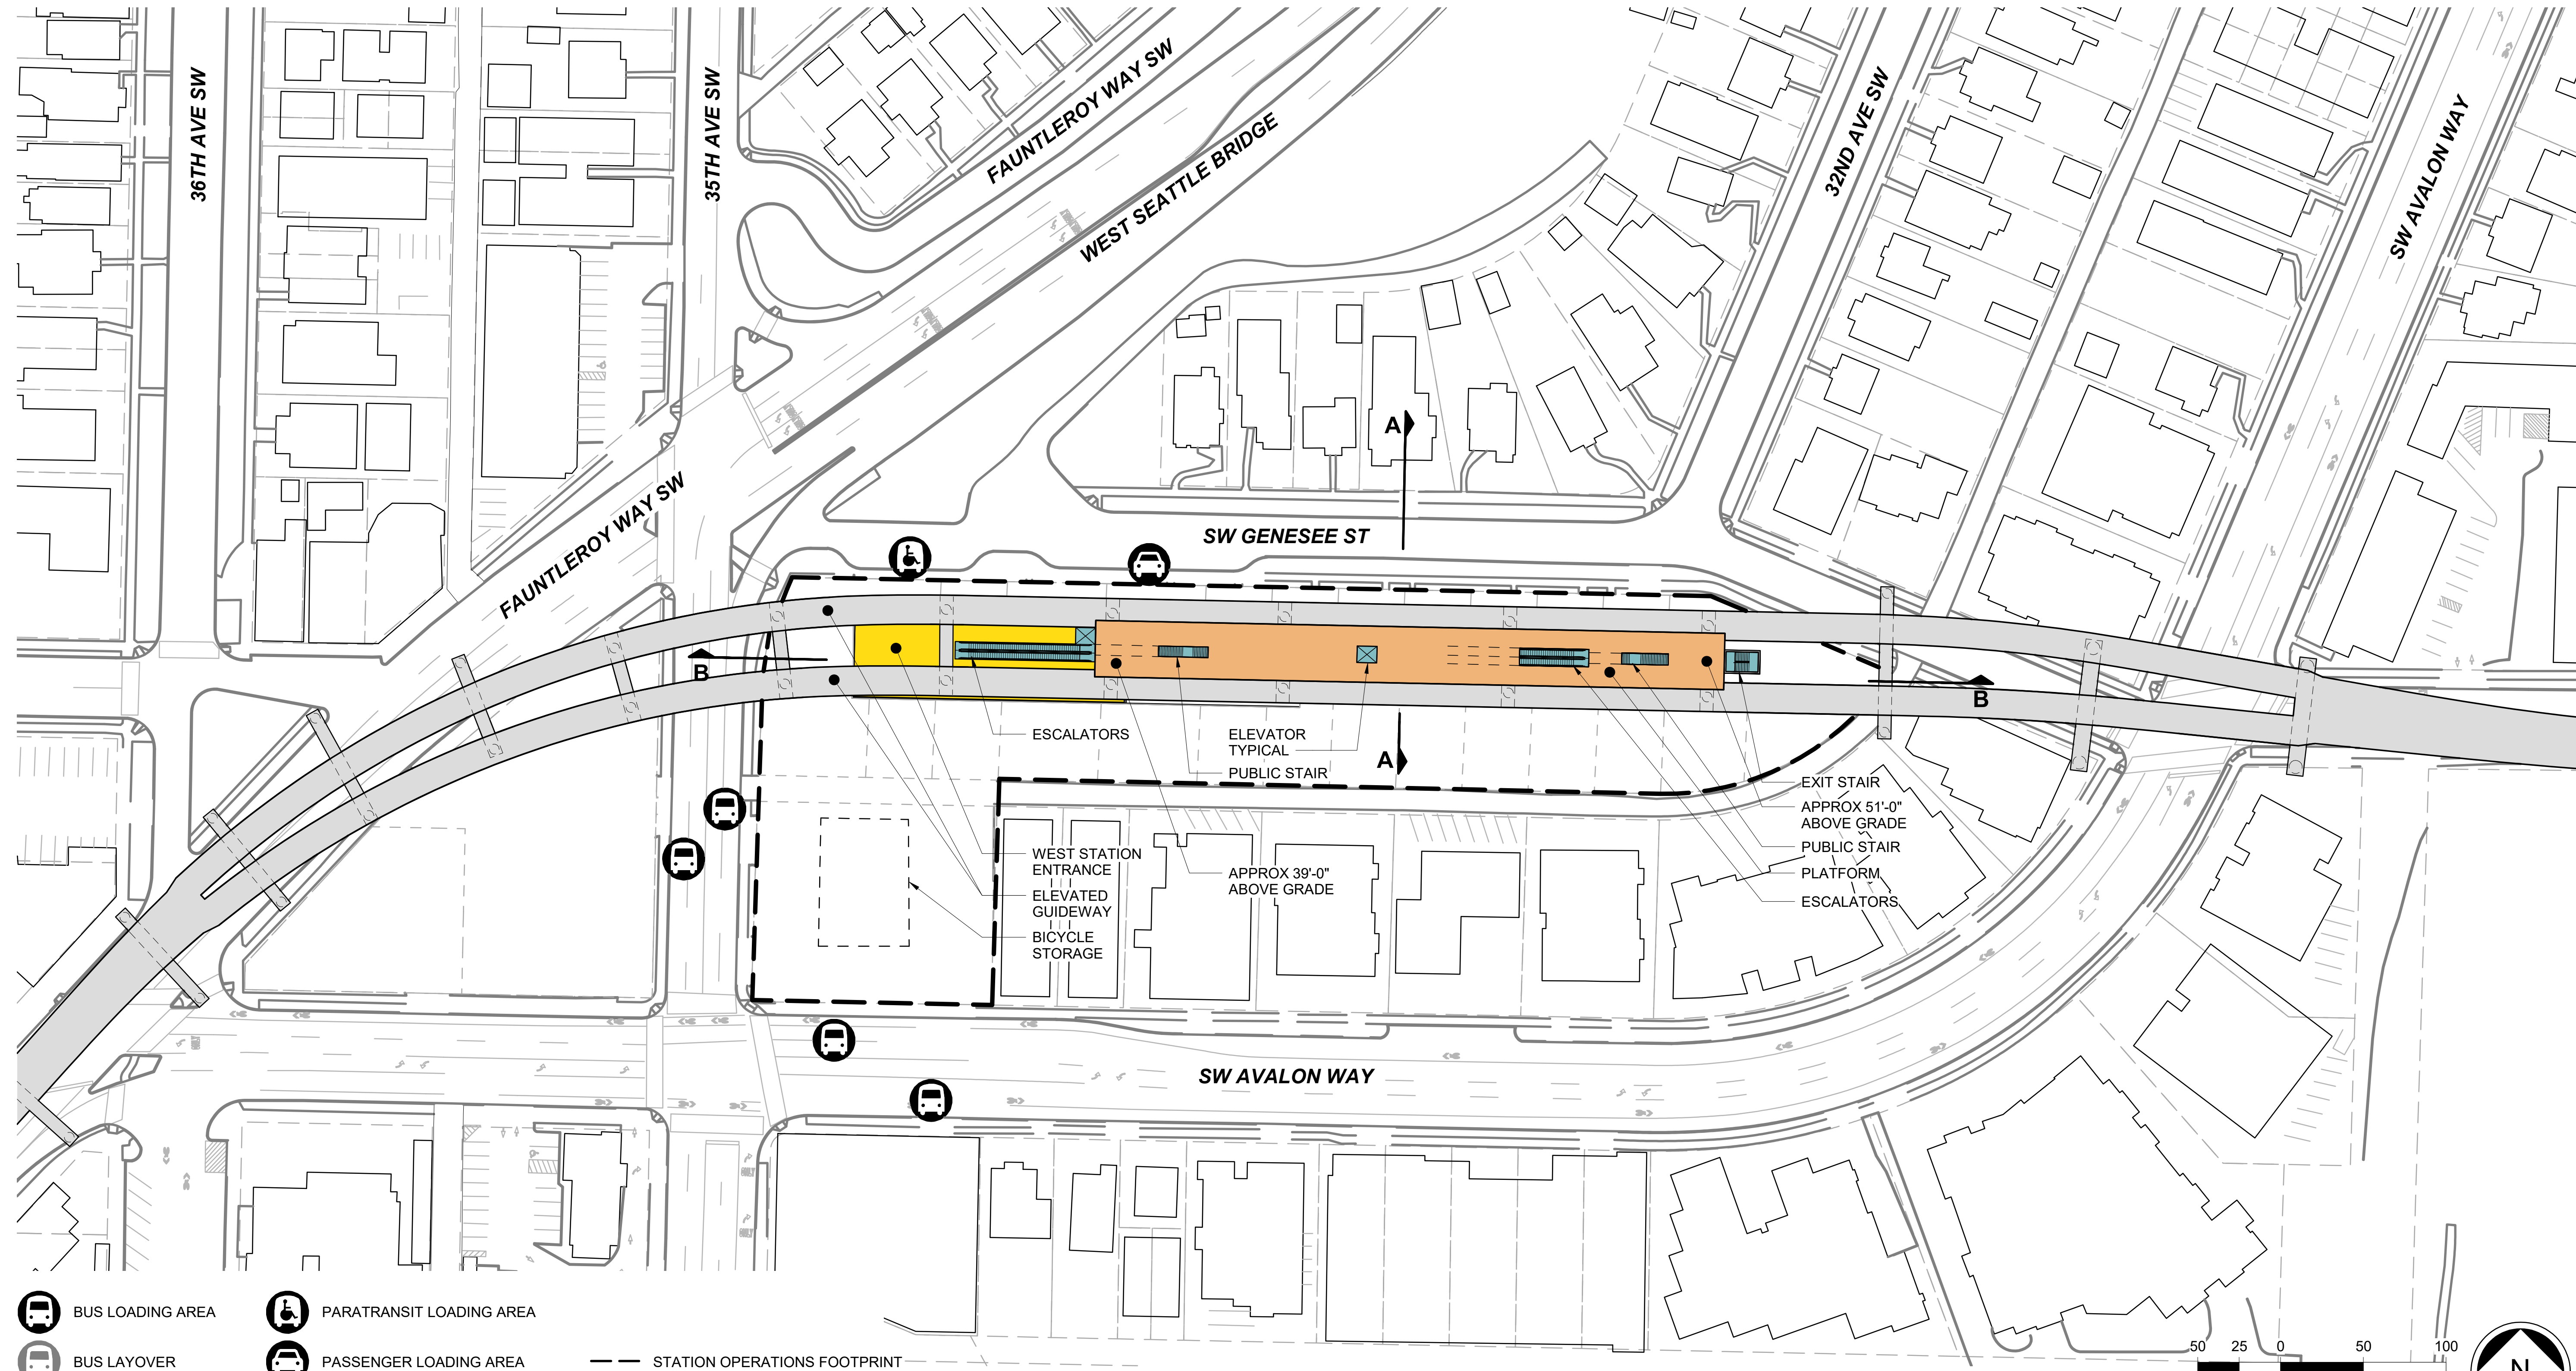 36TH AVE SW
35TH AVE SW
FAUNTLEROY WAY SW
WEST SEATTLE BRIDGE
32ND AVE SW
SW AVALON WAY
FAUNTLEROY WAY SW
SW GENESEE ST
A
B
B
A
ESCALATORS
ELEVATOR
TYPICAL
PUBLIC STAIR
WEST STATION
ENTRANCE
ELEVATED
GUIDEWAY
BICYCLE
STORAGE
APPROX 39'-0"
ABOVE GRADE
EXIT STAIR
APPROX 51'-0"
ABOVE GRADE
PUBLIC STAIR
PLATFORM
ESCALATORS
SW AVALON WAY
BUS LOADING AREA
PARATRANSIT LOADING AREA
BUS LAYOVER
PASSENGER LOADING AREA
STATION OPERATIONS FOOTPRINT
50 25 0 50 100
N